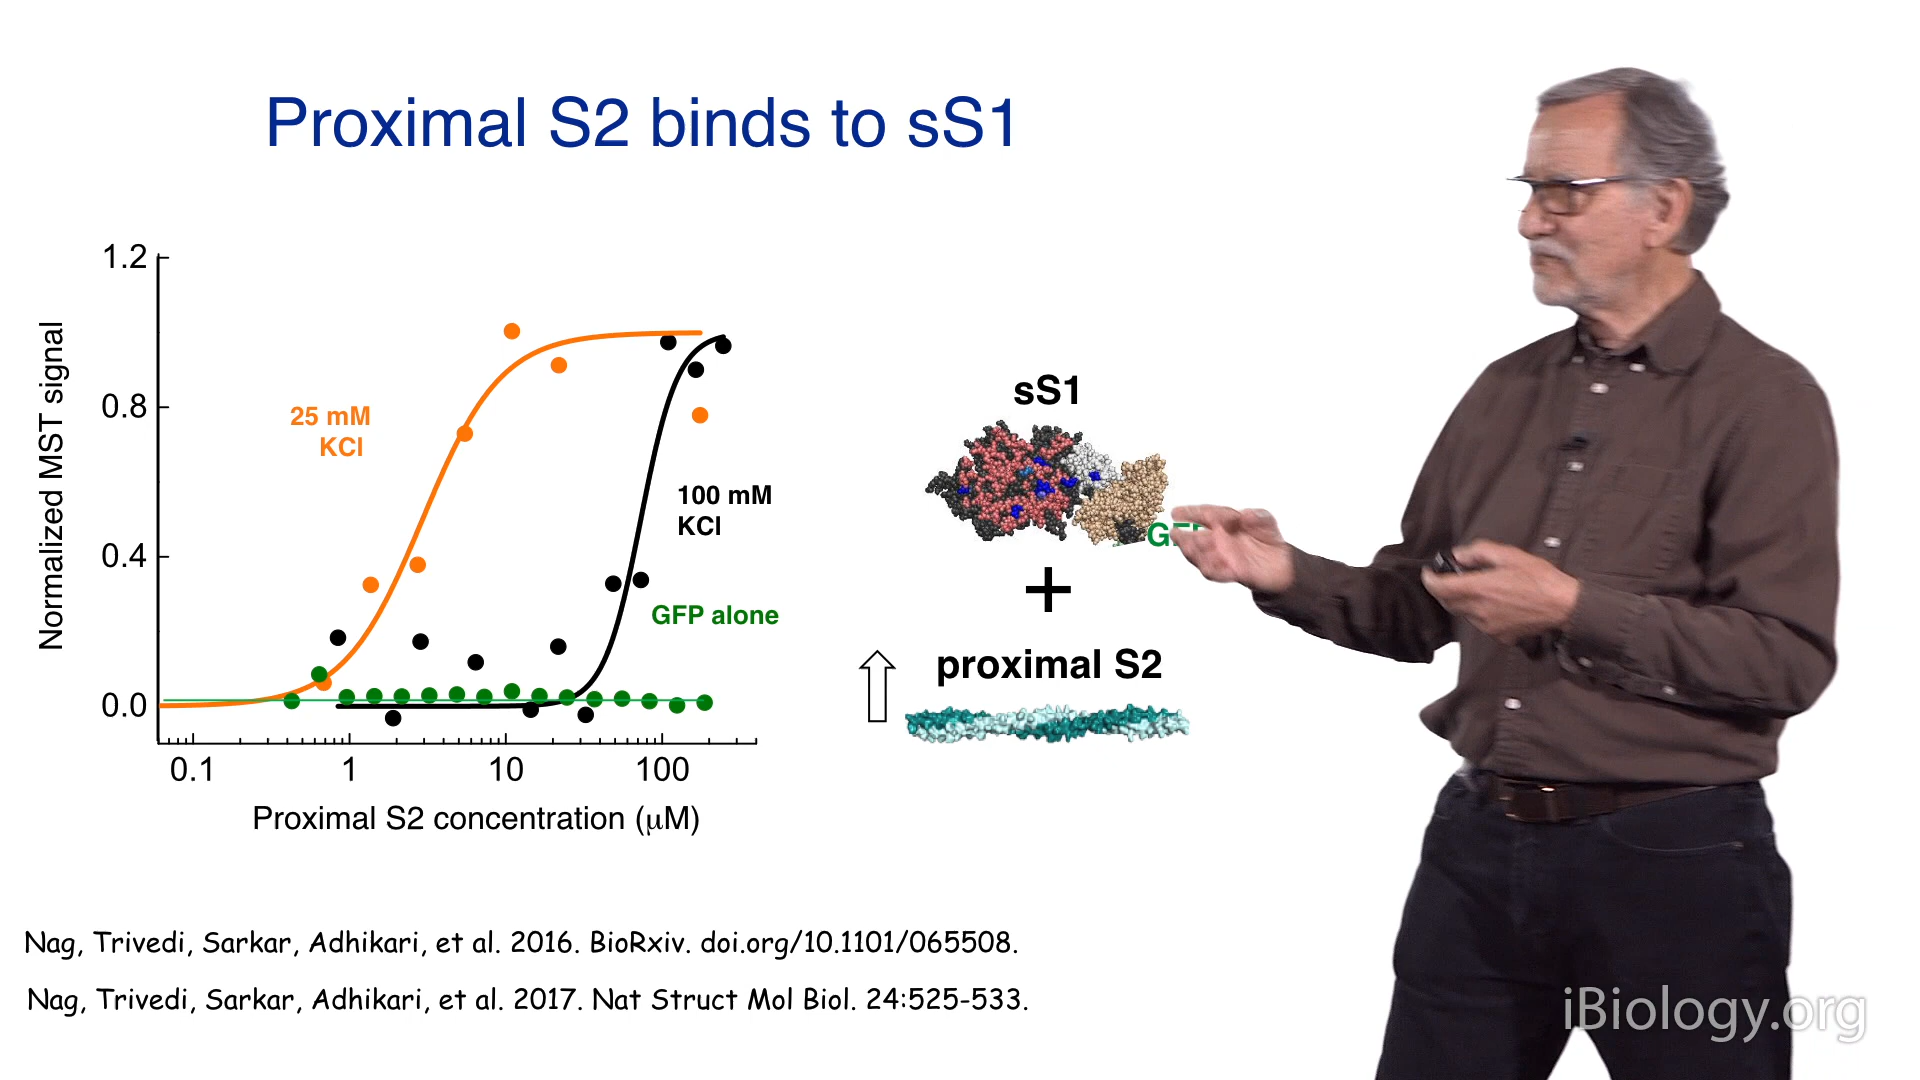 Proximal S2 binds to sS1
1.2
0.8
0.4
0.0
Normalized MST signal
25 mM
KCl
100 mM
KCl
GFP alone
0.1
1
10
100
Proximal S2 concentration (μM)
sS1
+
proximal S2
Nag, Trivedi, Sarkar, Adhikari, et al. 2016. BioRxiv. doi.org/10.1101/065508.
Nag, Trivedi, Sarkar, Adhikari, et al. 2017. Nat Struct Mol Biol. 24:525-533.
iBiology.org